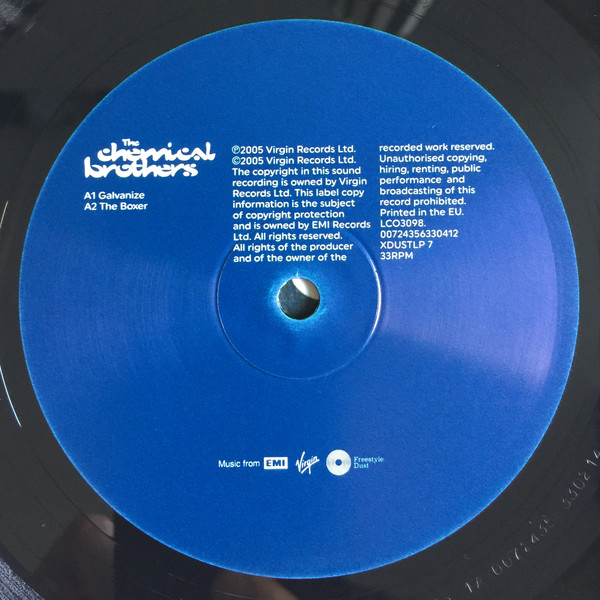 The
chemical
brothers
A1 Galvanize
A2 The Boxer
℗2005 Virgin Records Ltd.
©2005 Virgin Records Ltd.
The copyright in this sound
recording is owned by Virgin
Records Ltd. This label copy
information is the subject
of copyright protection
and is owned by EMI Records
Ltd. All rights reserved.
All rights of the producer
and of the owner of the
recorded work reserved.
Unauthorised copying,
hiring, renting, public
performance and
broadcasting of this
record prohibited.
Printed in the EU.
LCO3098.
00724356330412
XDUSTLP 7
33RPM
Music from EMI Virgin Freestyle
Dust